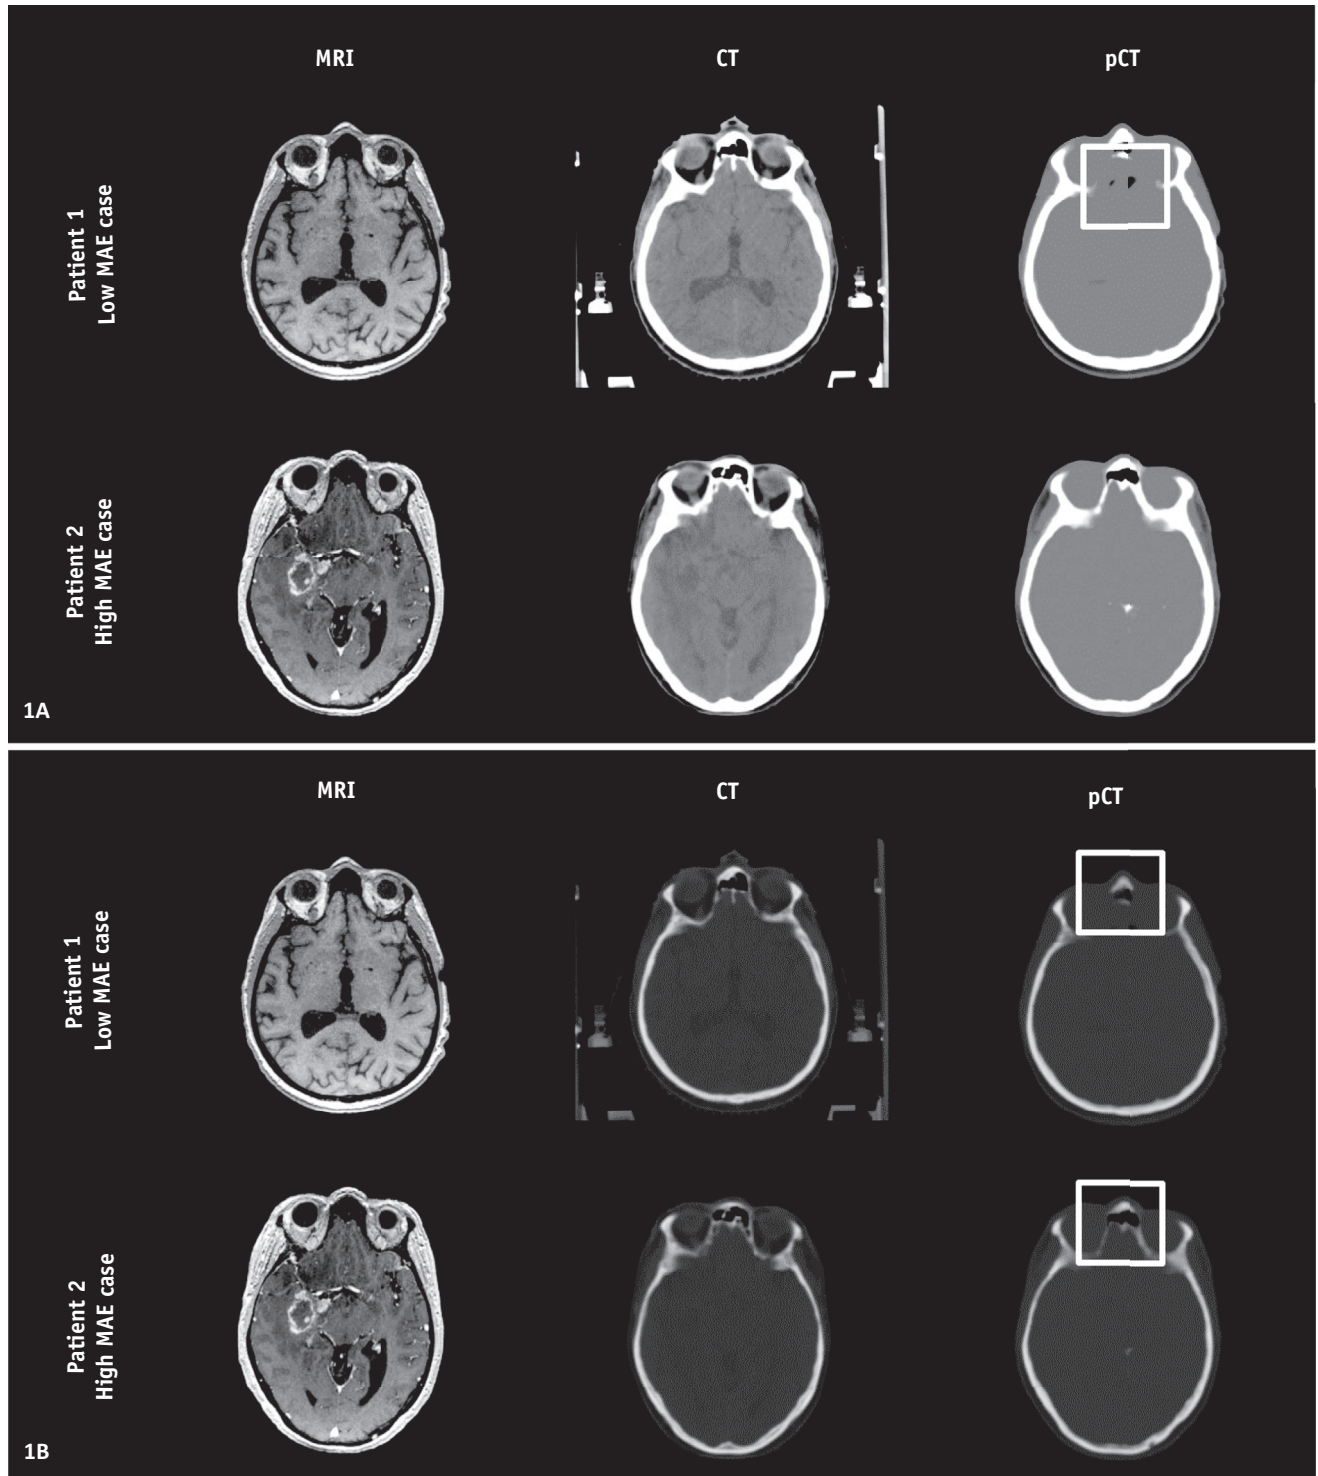 MRI CT pCT
Patient 1
Low MAE case
Patient 2
High MAE case
1A
MRI CT pCT
Patient 1
Low MAE case
Patient 2
High MAE case
1B